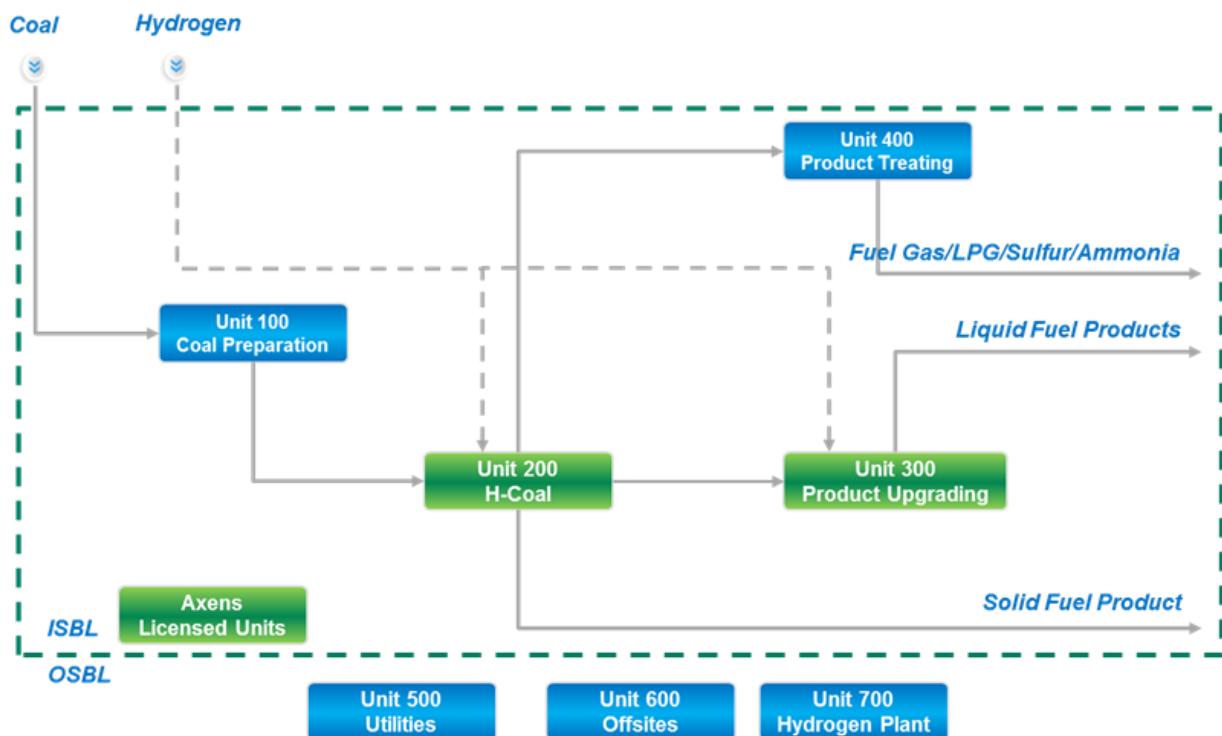 Coal
Hydrogen
Unit 400
Product Treating
Fuel Gas/LPG/Sulfur/Ammonia
Unit 100
Coal Preparation
Liquid Fuel Products
Unit 200
H-Coal
Unit 300
Product Upgrading
Axens
Licensed Units
Solid Fuel Product
ISBL
OSBL
Unit 500
Utilities
Unit 600
Offsites
Unit 700
Hydrogen Plant